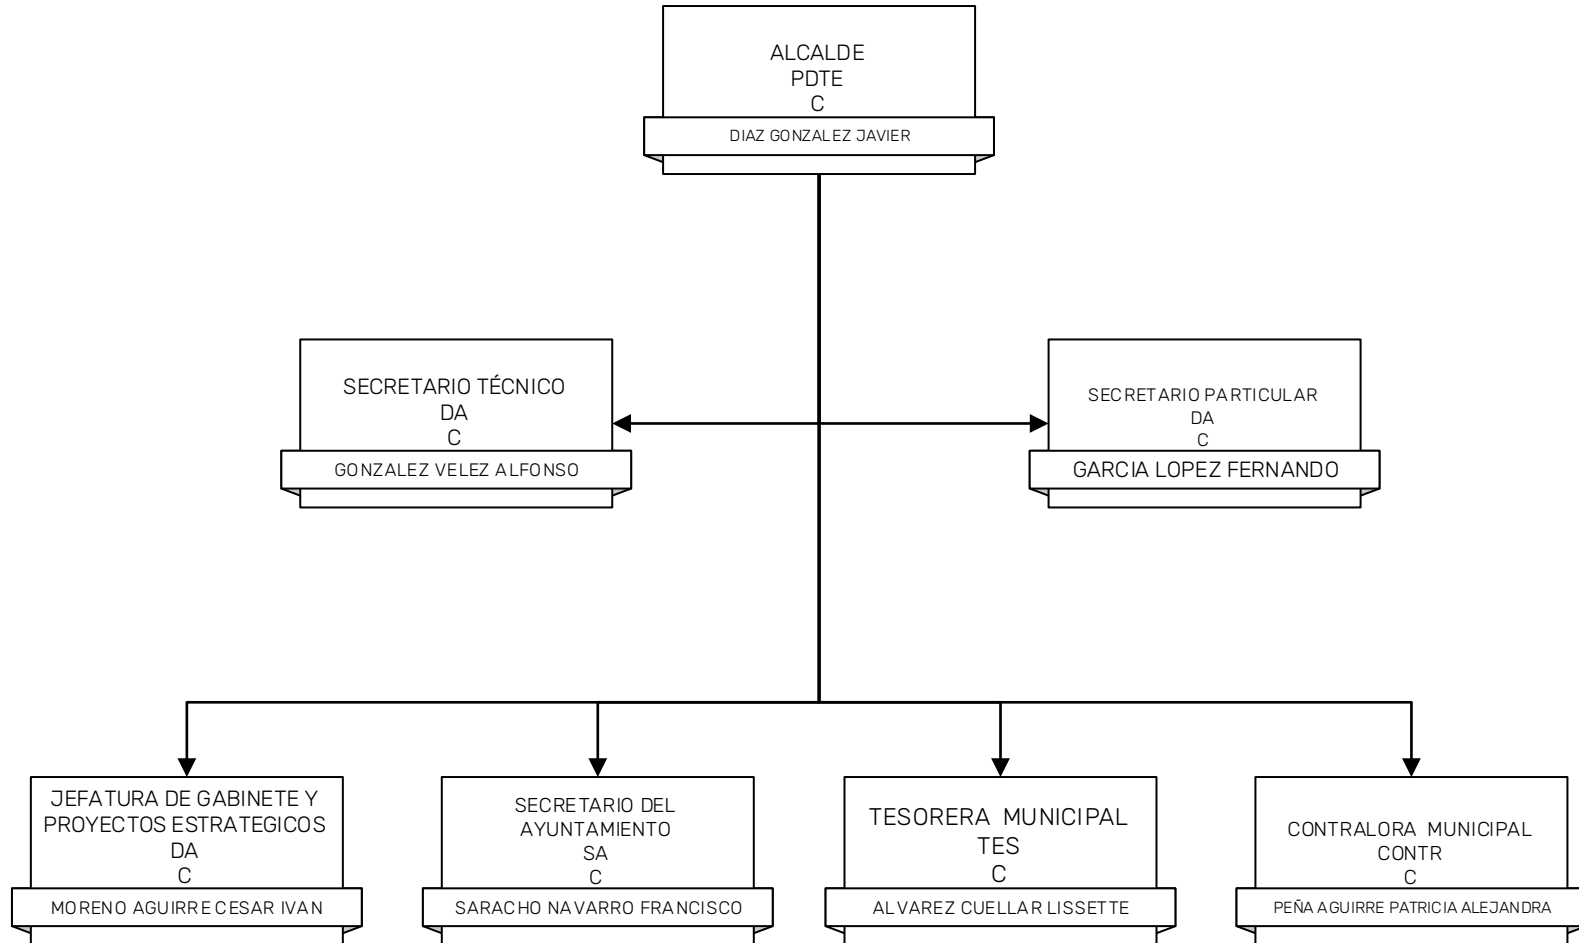 ALCALDE
PDTE
C
DIAZ GONZALEZ JAVIER
SECRETARIO TÉCNICO
DA
C
GONZALEZ VELEZ ALFONSO
SECRETARIO PARTICULAR
DA
C
GARCIA LOPEZ FERNANDO
JEFATURA DE GABINETE Y
PROYECTOS ESTRATEGICOS
DA
C
MORENO AGUIRRE CESAR IVAN
SECRETARIO DEL
AYUNTAMIENTO
SA
C
SARACHO NAVARRO FRANCISCO
TESORERA MUNICIPAL
TES
C
ALVAREZ CUELLAR LISSETTE
CONTRALORA MUNICIPAL
CONTR
C
PEÑA AGUIRRE PATRICIA ALEJANDRA